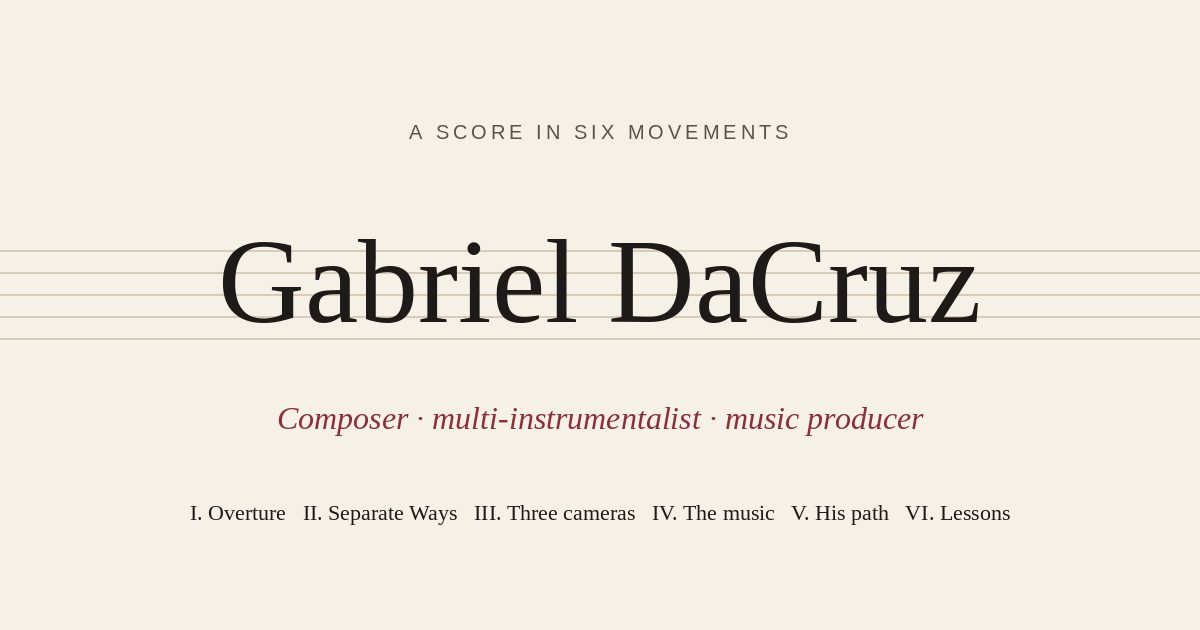 A SCORE IN SIX MOVEMENTS
Gabriel DaCruz
Composer · multi-instrumentalist · music producer
I. Overture II. Separate Ways III. Three cameras IV. The music V. His path VI. Lessons